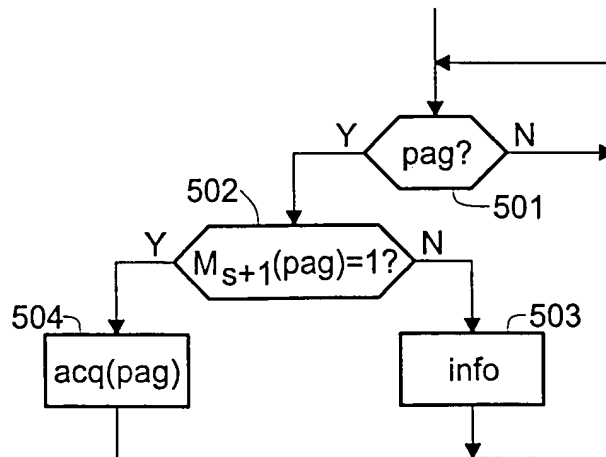 Y
pag?
N
501
502
Y
M_{s+1}(pag)=1?
N
504
acq(pag)
503
info